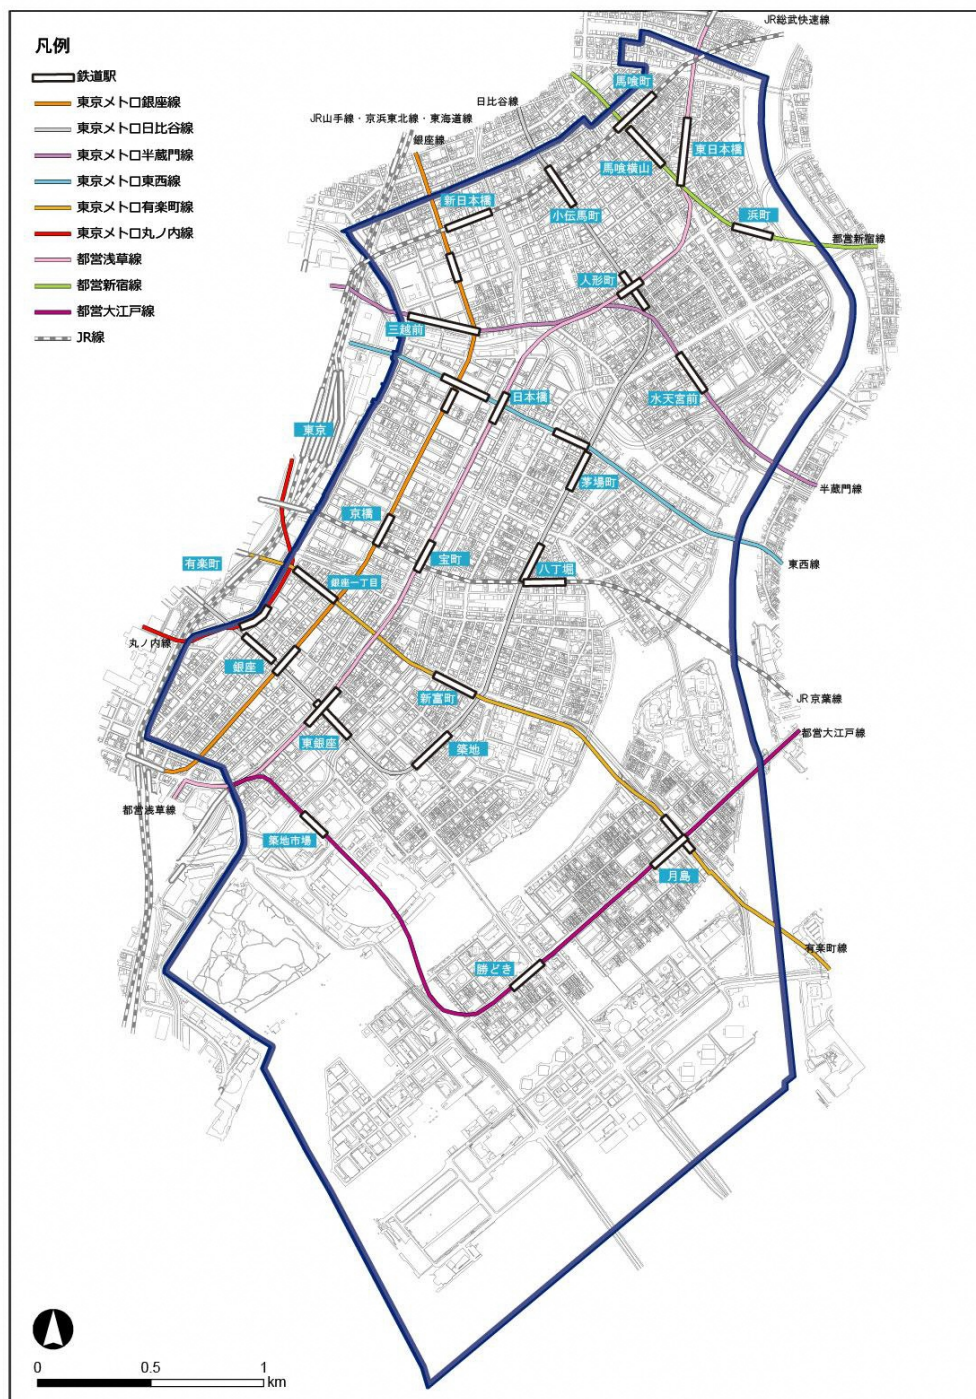 JR総武快速線
凡例
鉄道駅
東京メトロ銀座線
東京メトロ日比谷線
東京メトロ半蔵門線
東京メトロ東西線
東京メトロ有楽町線
東京メトロ丸ノ内線
都営浅草線
都営新宿線
都営大江戸線
JR線
馬喰町
日比谷線
JR山手線・京浜東北線・東海道線
銀座線
東日本橋
馬喰横山
新日本橋
小伝馬町
浜町
都営新宿線
人形町
三越前
水天宮前
日本橋
東京
茅場町
半蔵門線
京橋
宝町
有楽町
銀座一丁目
八丁堀
東西線
丸ノ内線
銀座
新富町
JR京葉線
東銀座
築地
都営大江戸線
都営浅草線
築地市場
月島
有楽町線
勝どき
0 0.5 1
km